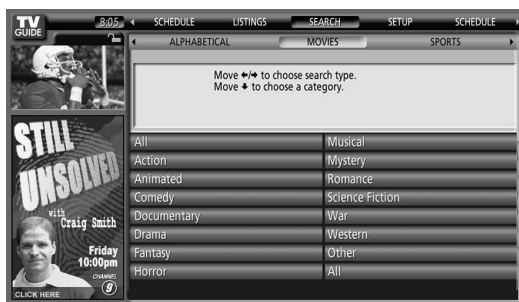 TV
GUIDE
8:05
SCHEDULE LISTINGS SEARCH SETUP SCHEDULE
ALPHABETICAL MOVIES SPORTS
Move ←/→ to choose search type.
Move ↓ to choose a category.
All
Action
Animated
Comedy
Documentary
Drama
Fantasy
Horror
Musical
Mystery
Romance
Science Fiction
War
Western
Other
All
STILL
UNSOLVED
with
Craig Smith
Friday
10:00pm
CHANNEL
9
CLICK HERE